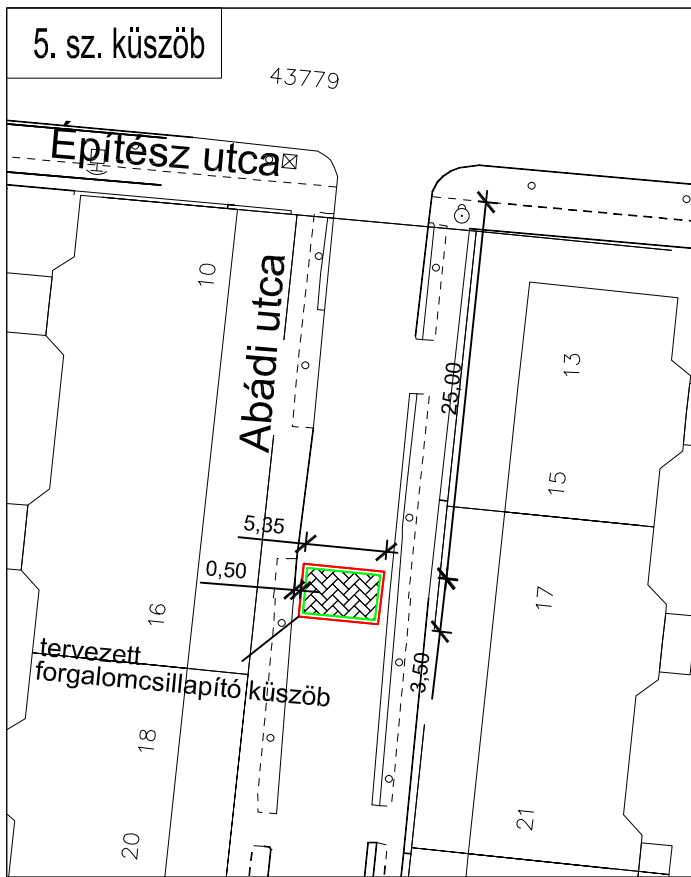 5. sz. küszöb
43779
Építész utca
Abádi utca
10
13
25,00
15
5,35
0,50
17
16
tervezett
forgalomcsillapító küszöb
3,50
18
20
21